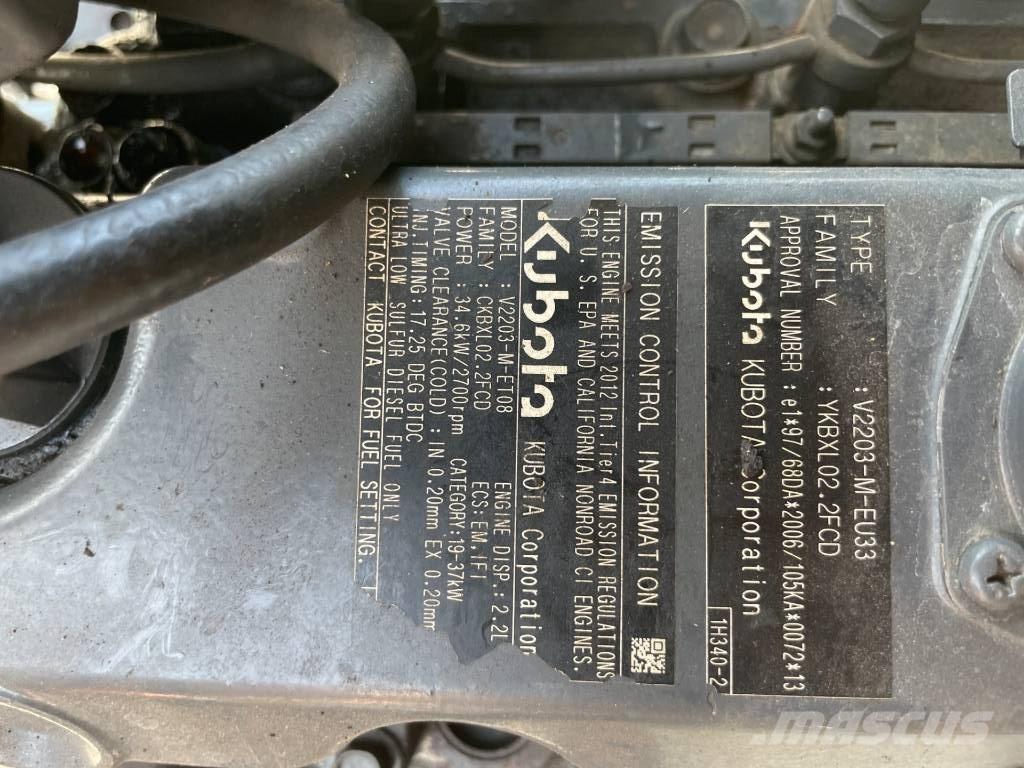 TYPE : V2203-M-EU33
FAMILY : YKBXL02.2FCD
APPROVAL NUMBER : e1*97/68DA*2006/105KA*0072*13
Kubota KUBOTA Corporation
1H340-2
EMISSION CONTROL INFORMATION
THIS ENGINE MEETS 2012 Int.Tier4 EMISSION REGULATIONS
FOR U. S. EPA AND CALIFORNIA NONROAD CI ENGINES.
Kubota KUBOTA Corporation
MODEL : V2203-M-ET08 ENGINE DISP.: 2.2L
FAMILY : CKBXL02.2FCD ECS:EM,IFI
POWER : 34.6kW/2700rpm CATEGORY:19-37kW
VALVE CLEARANCE(COLD) : IN 0.20mm EX 0.20mm
INJ.TIMING:17.25 DEG BTDC
ULTRA LOW SULFUR DIESEL FUEL ONLY
CONTACT KUBOTA FOR FUEL SETTING.
mascus